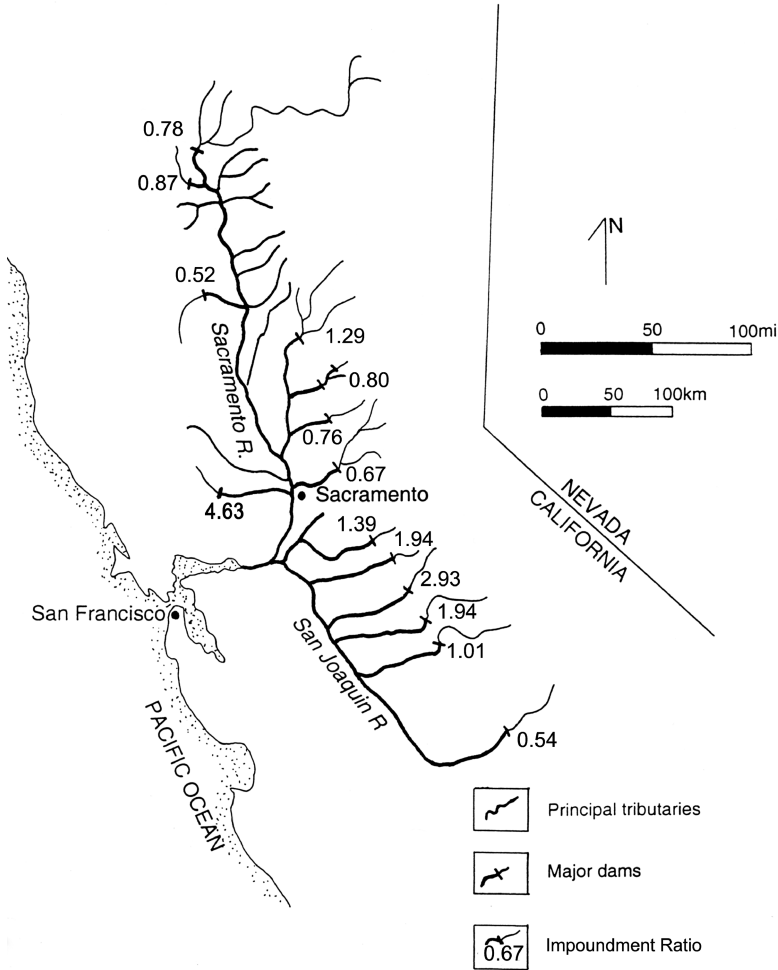 0.78
0.87
N
0.52
0 50 100mi
1.29
0.80
0 50 100km
Sacramento R.
0.76
0.67
Sacramento
4.63
NEVADA
CALIFORNIA
1.39
1.94
2.93
San Francisco
1.94
1.01
San Joaquin R
0.54
PACIFIC OCEAN
Principal tributaries
Major dams
0.67
Impoundment Ratio